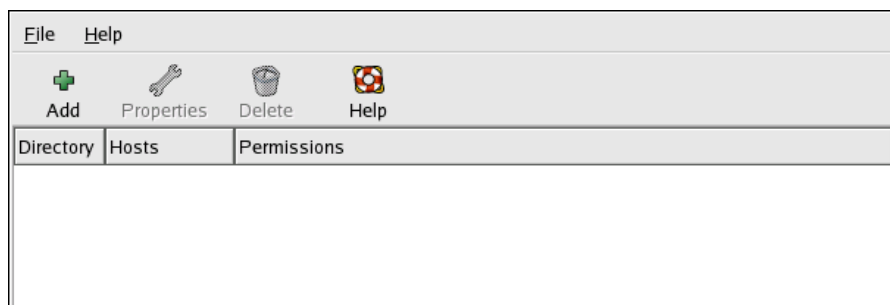 File Help
Add Properties Delete Help
Directory Hosts Permissions